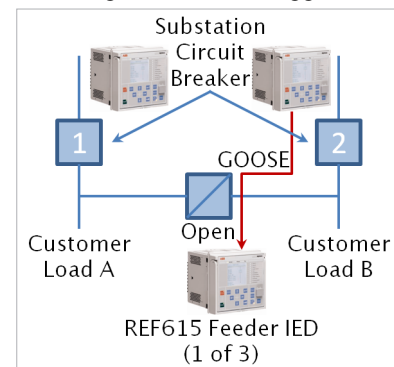 Substation
Circuit
Breaker
1
2
GOOSE
Open
Customer
Load A
Customer
Load B
REF615 Feeder IED
(1 of 3)